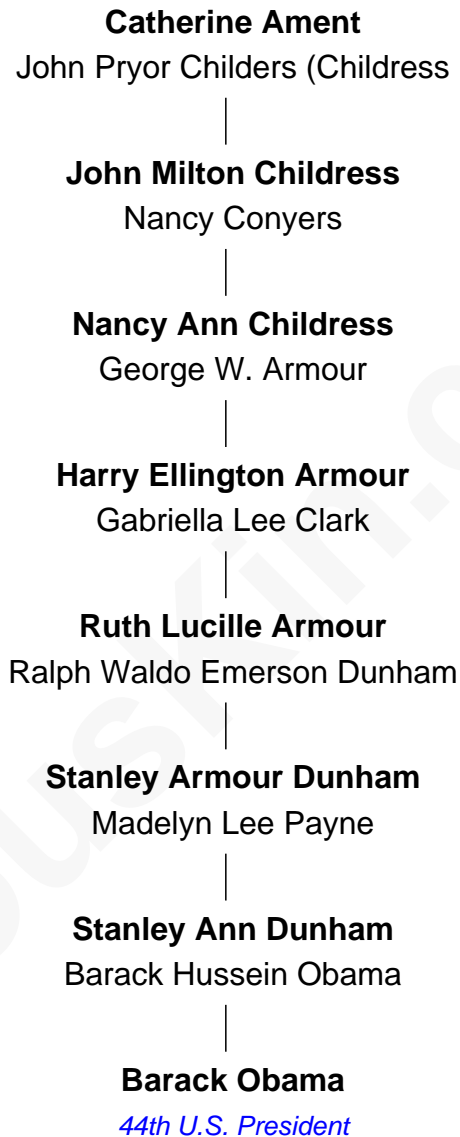 Catherine Ament
John Pryor Childers (Childress
John Milton Childress
Nancy Conyers
Nancy Ann Childress
George W. Armour
Harry Ellington Armour
Gabriella Lee Clark
Ruth Lucille Armour
Ralph Waldo Emerson Dunham
Stanley Armour Dunham
Madelyn Lee Payne
Stanley Ann Dunham
Barack Hussein Obama
Barack Obama
44th U.S. President